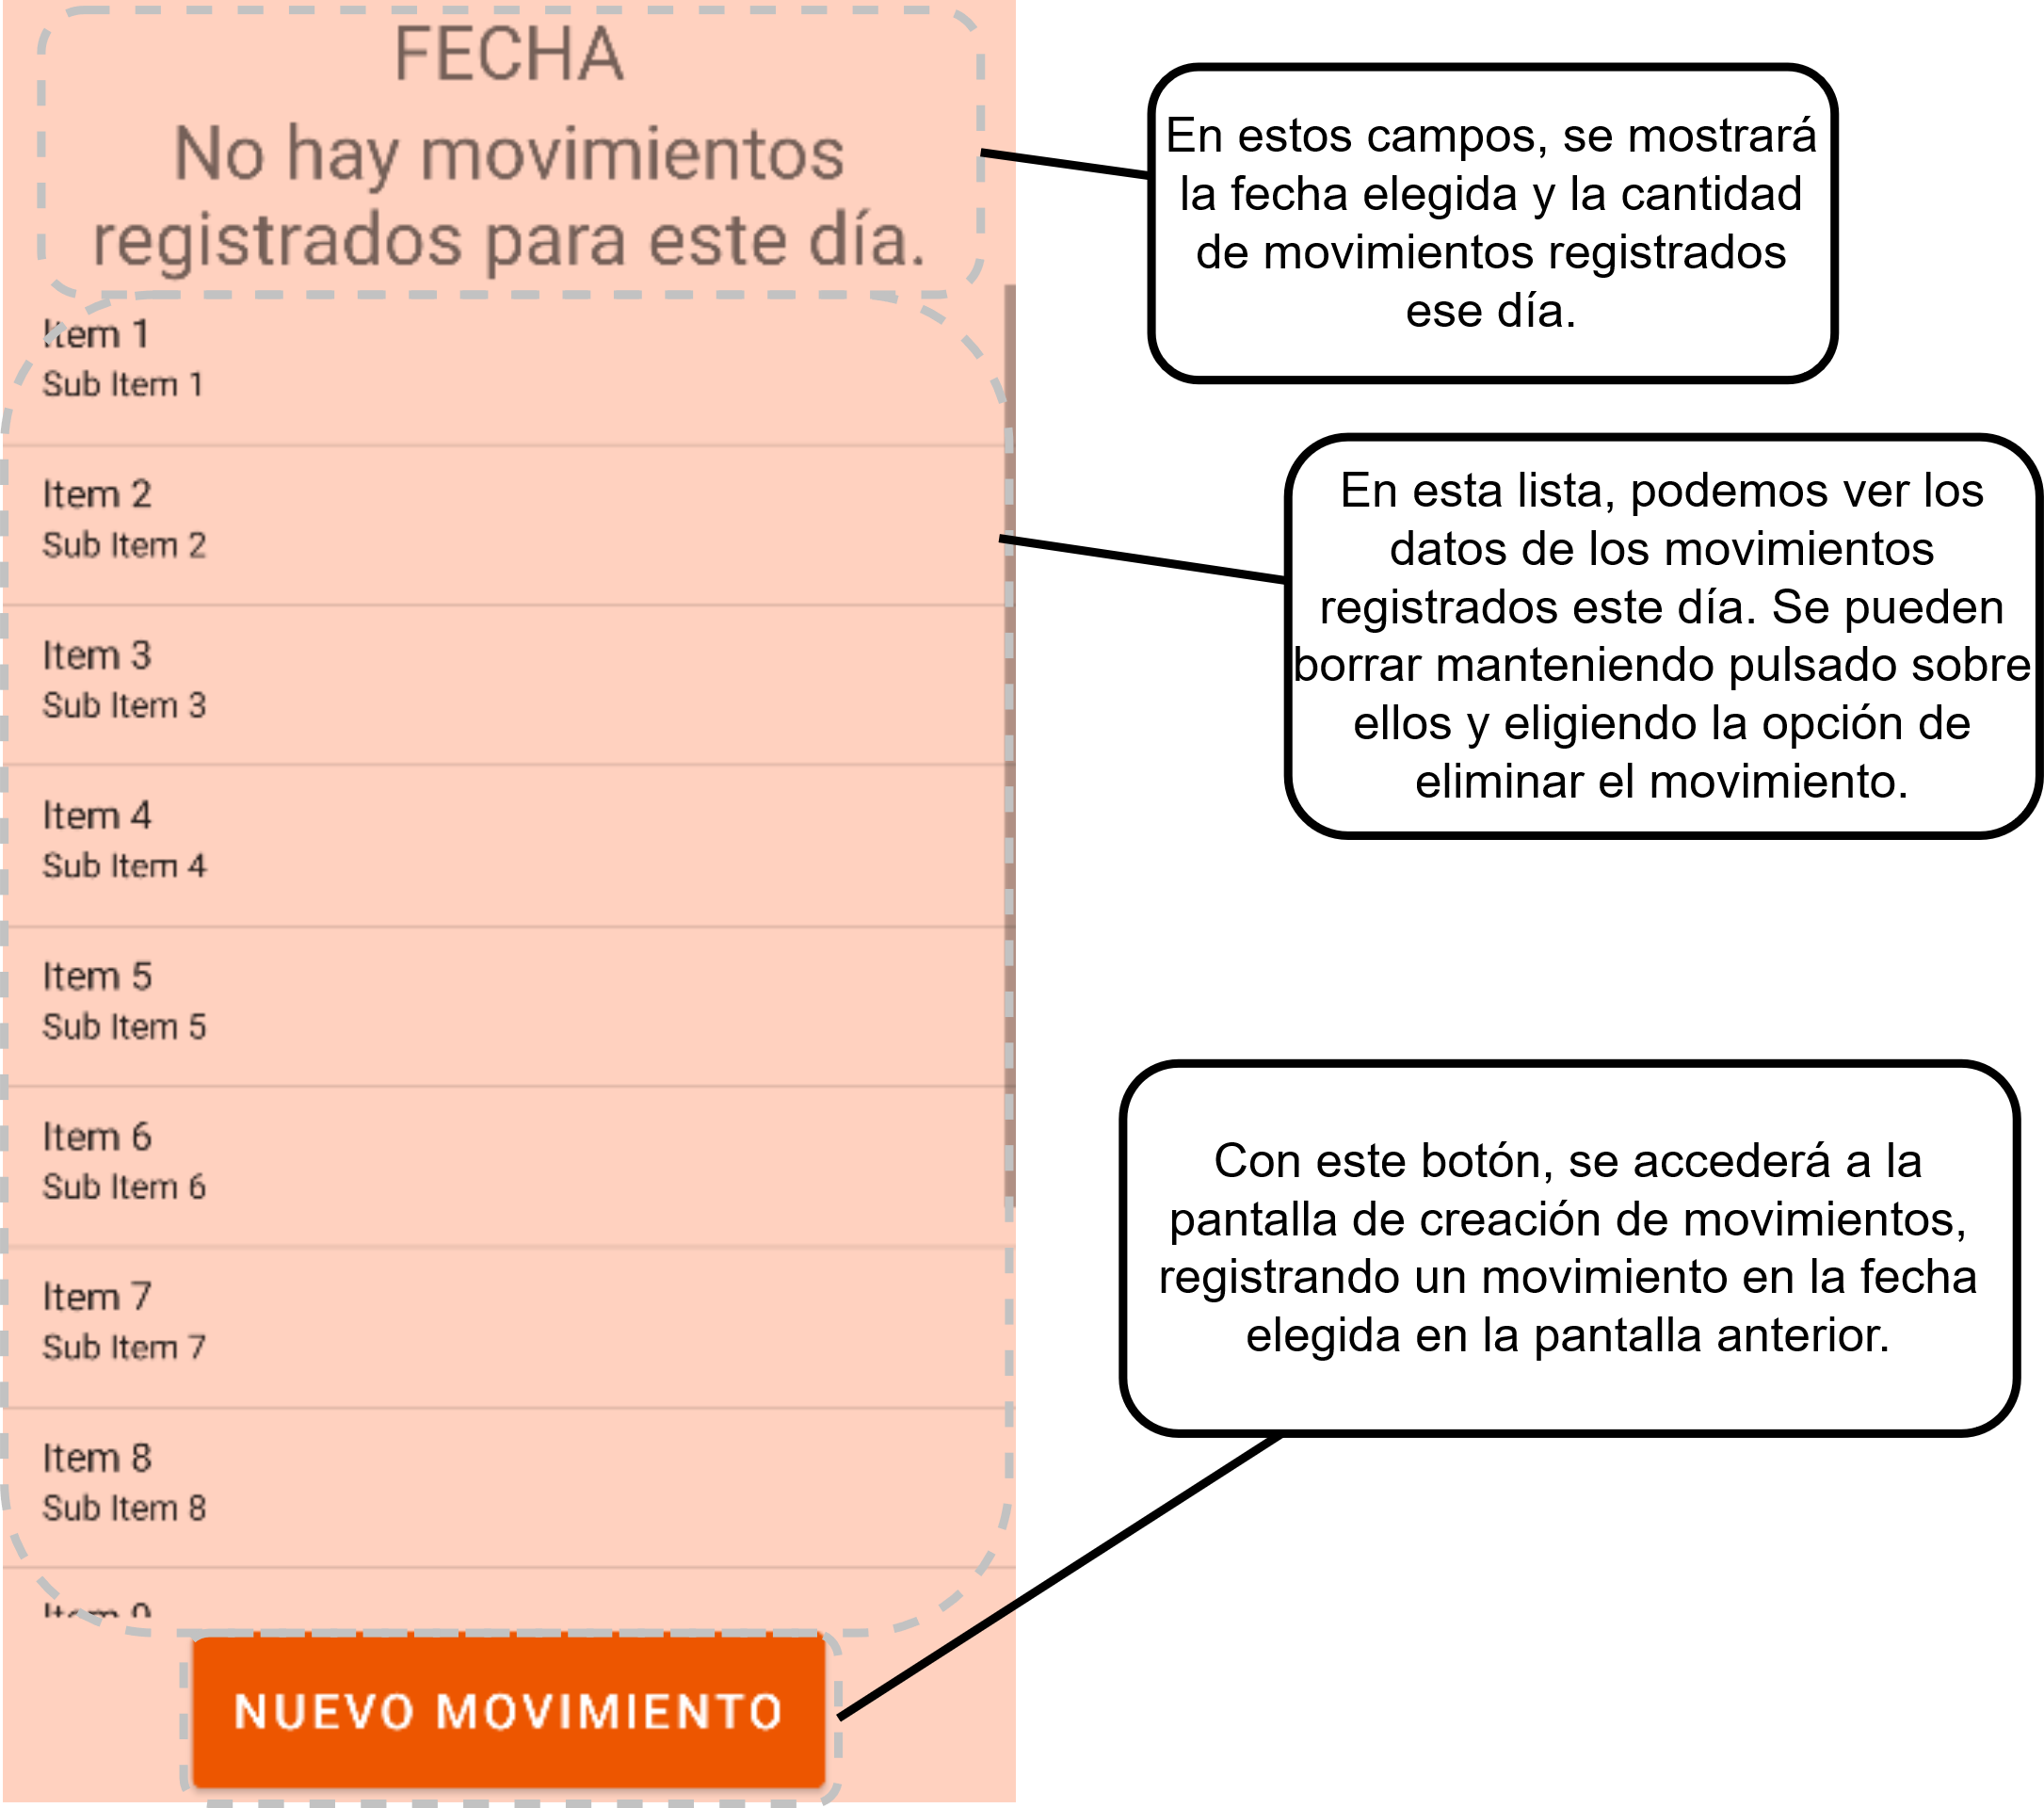 FECHA
No hay movimientos
registrados para este día.
Item 1
Sub Item 1
Item 2
Sub Item 2
Item 3
Sub Item 3
Item 4
Sub Item 4
Item 5
Sub Item 5
Item 6
Sub Item 6
Item 7
Sub Item 7
Item 8
Sub Item 8
NUEVO MOVIMIENTO
En estos campos, se mostrará
la fecha elegida y la cantidad
de movimientos registrados
ese día.
En esta lista, podemos ver los
datos de los movimientos
registrados este día. Se pueden
borrar manteniendo pulsado sobre
ellos y eligiendo la opción de
eliminar el movimiento.
Con este botón, se accederá a la
pantalla de creación de movimientos,
registrando un movimiento en la fecha
elegida en la pantalla anterior.